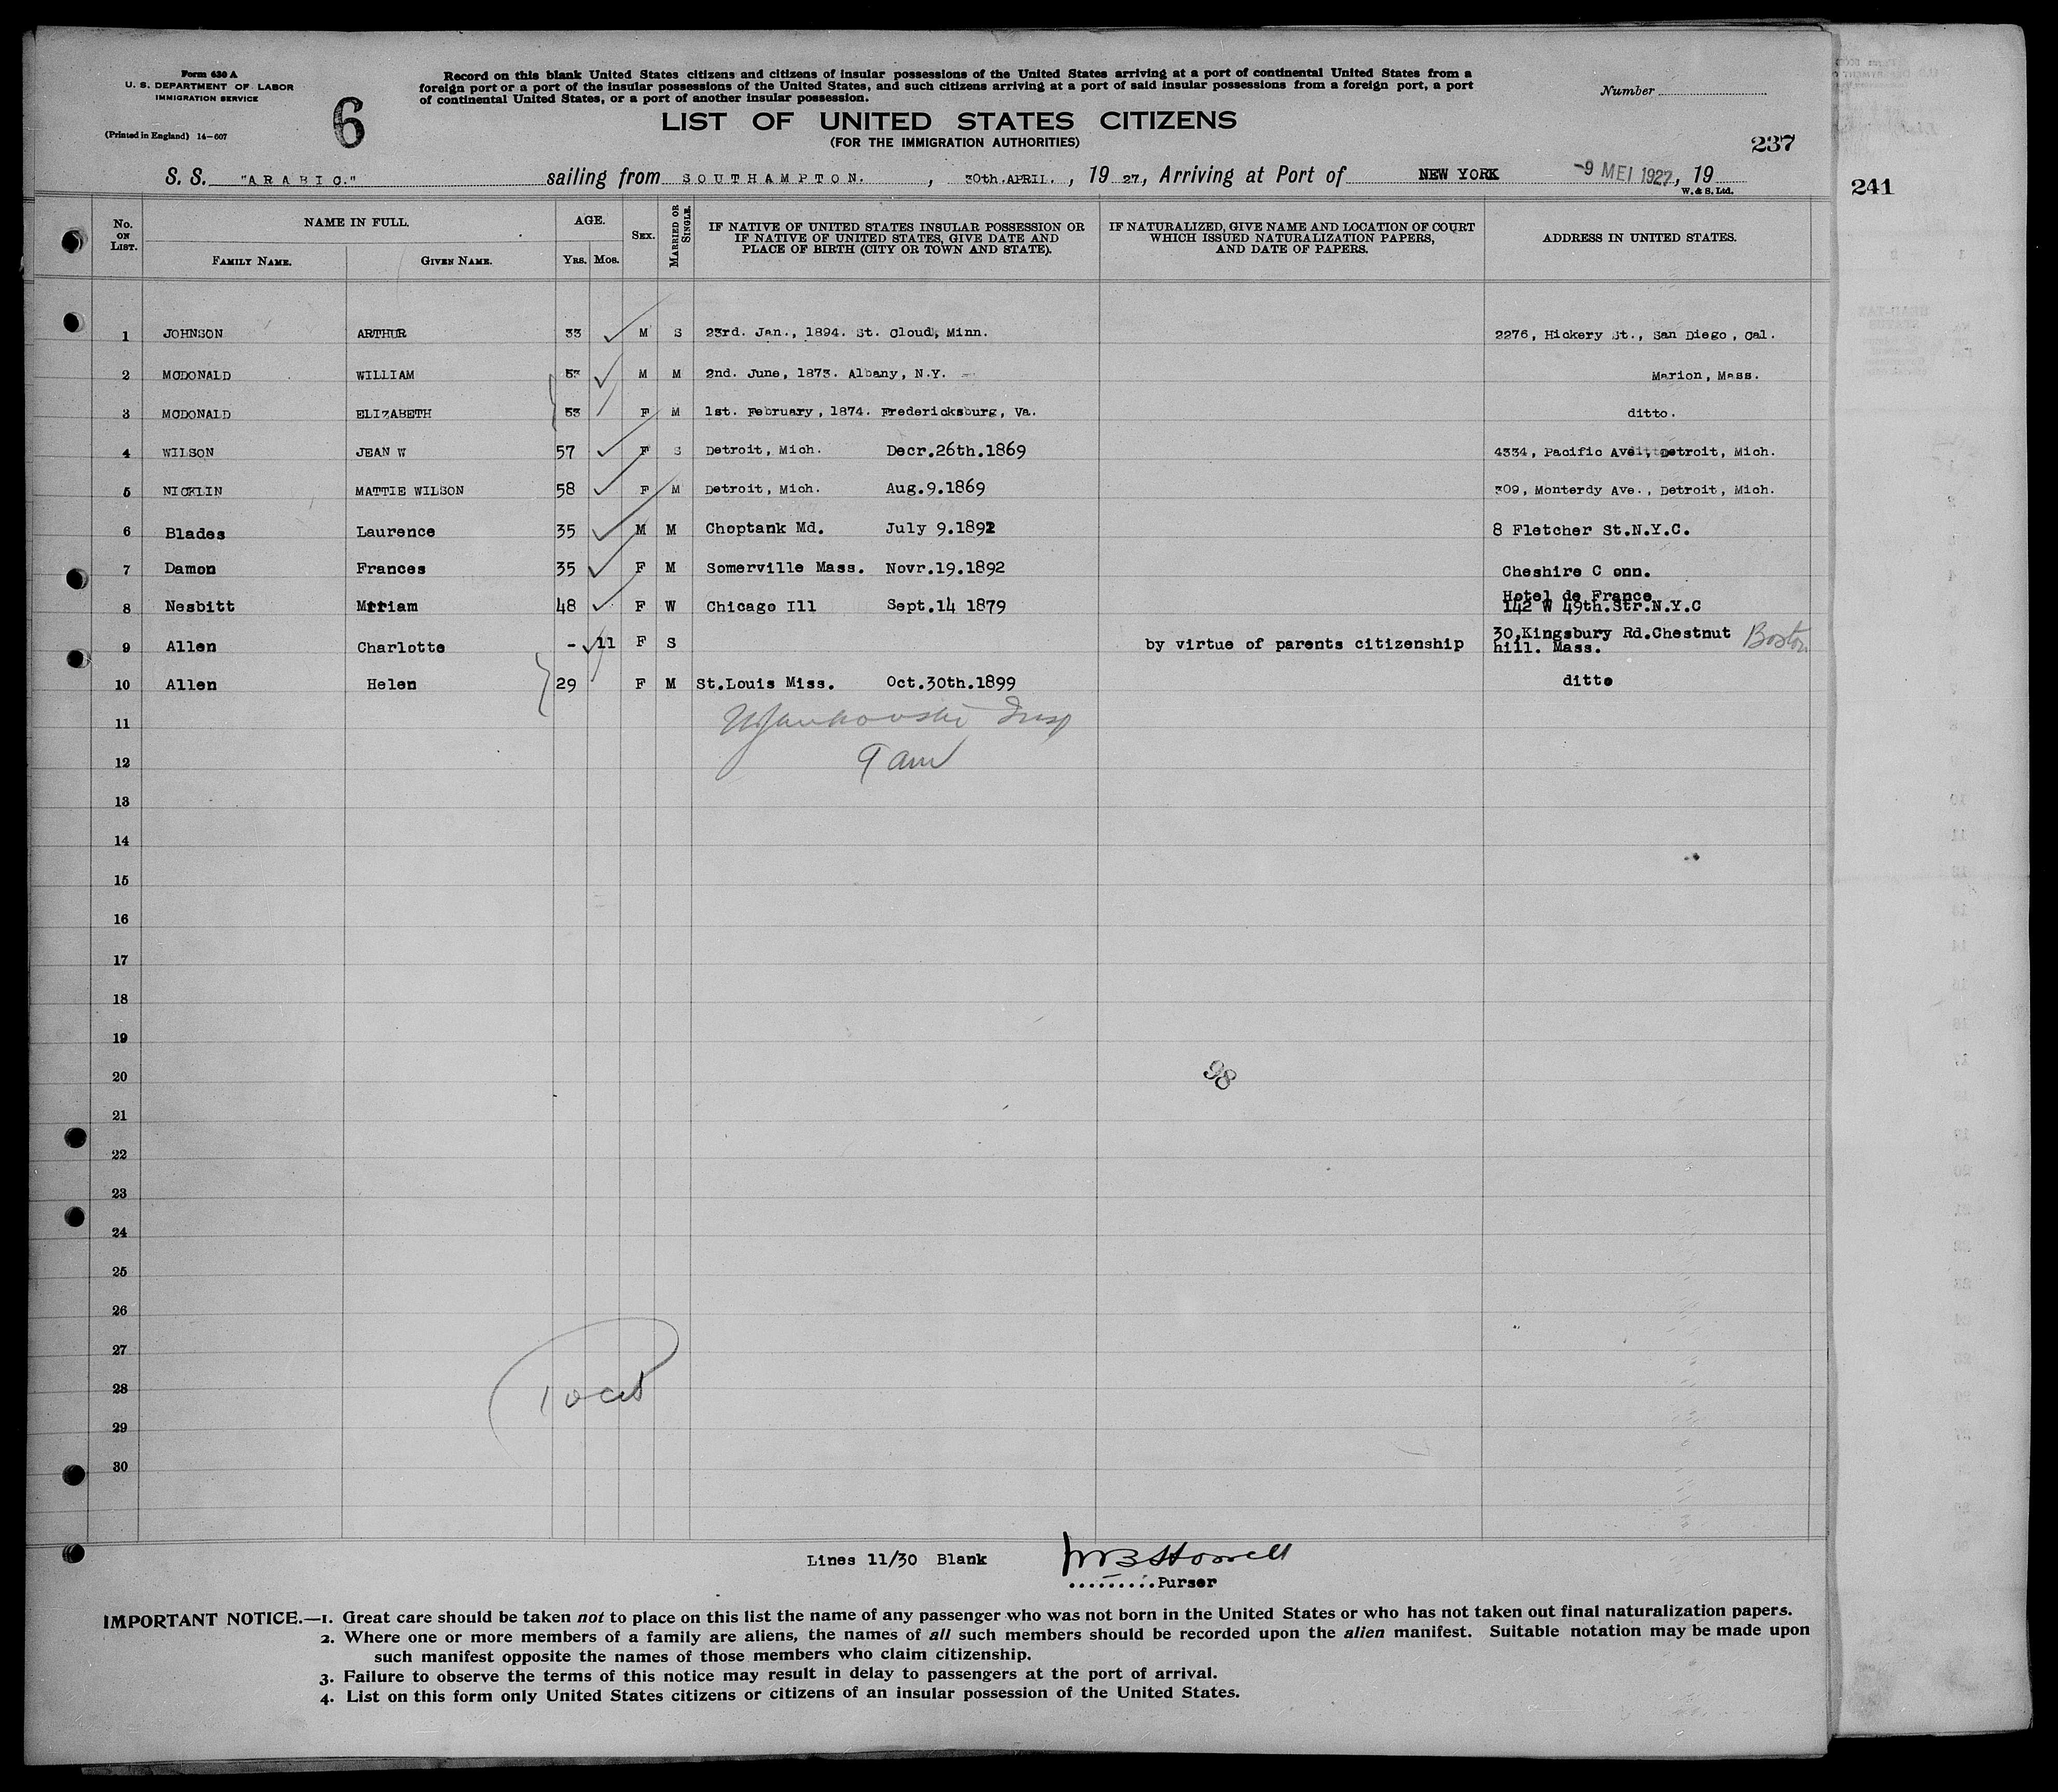 Form 630 A
U. S. DEPARTMENT OF LABOR
IMMIGRATION SERVICE
(Printed in England) 14—607
6
Record on this blank United States citizens and citizens of insular possessions of the United States arriving at a port of continental United States from a
foreign port or a port of the insular possessions of the United States, and such citizens arriving at a port of said insular possessions from a foreign port, a port
of continental United States, or a port of another insular possession.
Number
LIST OF UNITED STATES CITIZENS
(FOR THE IMMIGRATION AUTHORITIES)
237
241
S. S. "ARABIC." sailing from SOUTHAMPTON. , 30th.APRIL. , 19 27, Arriving at Port of NEW YORK -9 MEI 1927, 19
W. & S. Ltd.
No. ON LIST. NAME IN FULL. FAMILY NAME. GIVEN NAME. AGE. YRS. MOS. SEX. MARRIED OR SINGLE. IF NATIVE OF UNITED STATES INSULAR POSSESSION OR IF NATIVE OF UNITED STATES, GIVE DATE AND PLACE OF BIRTH (CITY OR TOWN AND STATE). IF NATURALIZED, GIVE NAME AND LOCATION OF COURT WHICH ISSUED NATURALIZATION PAPERS, AND DATE OF PAPERS. ADDRESS IN UNITED STATES.
1 JOHNSON ARTHUR 33 M S 23rd. Jan., 1894. St. Cloud, Minn. 2276, Hickery St., San Diego, Cal.
2 MCDONALD WILLIAM 53 M M 2nd. June, 1873. Albany, N.Y. Marion, Mass.
3 MCDONALD ELIZABETH 53 F M 1st. February, 1874. Fredericksburg, Va. ditto.
4 WILSON JEAN W 57 F S Detroit, Mich. Decr.26th.1869 4334, Pacific Ave, Detroit, Mich.
5 NICKLIN MATTIE WILSON 58 F M Detroit, Mich. Aug.9.1869 309, Monterdy Ave., Detroit, Mich.
6 Blades Laurence 35 M M Choptank Md. July 9.1892 8 Fletcher St.N.Y.C.
7 Damon Frances 35 F M Somerville Mass. Novr.19.1892 Cheshire C onn.
8 Nesbitt Mrriam 48 F W Chicago Ill Sept.14 1879 Hotel de France 142 W 49th.Str.N.Y.C
9 Allen Charlotte - 11 F S by virtue of parents citizenship 30,Kingsbury Rd.Chestnut hill. Mass. Boston
10 Allen Helen 29 F M St.Louis Miss. Oct.30th.1899 ditto
11 Insp
12 9 am
13
14
15
16
17
18
19
20 98
21
22
23
24
25
26
27
28 10
29
30
Lines 11/30 Blank
.........Purser
IMPORTANT NOTICE.—1. Great care should be taken not to place on this list the name of any passenger who was not born in the United States or who has not taken out final naturalization papers.
2. Where one or more members of a family are aliens, the names of all such members should be recorded upon the alien manifest. Suitable notation may be made upon
such manifest opposite the names of those members who claim citizenship.
3. Failure to observe the terms of this notice may result in delay to passengers at the port of arrival.
4. List on this form only United States citizens or citizens of an insular possession of the United States.